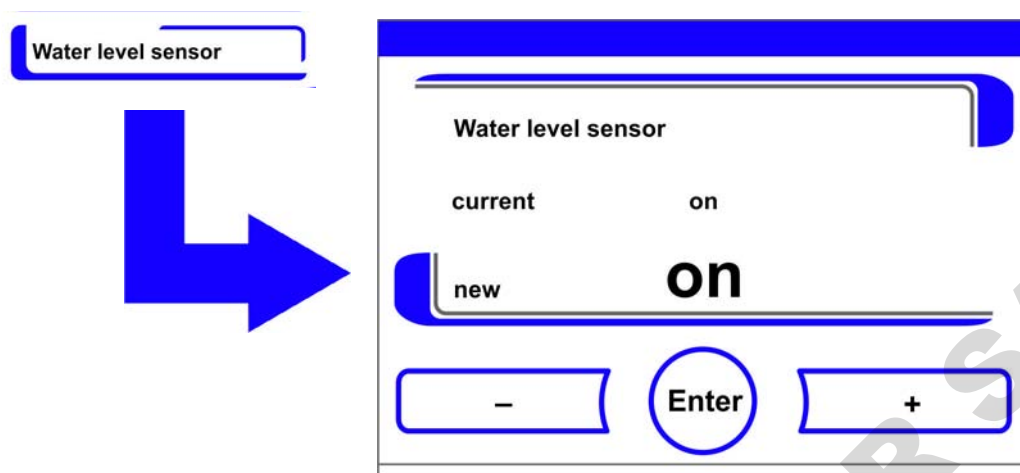 Water level sensor
Water level sensor
current on
new on
– Enter +